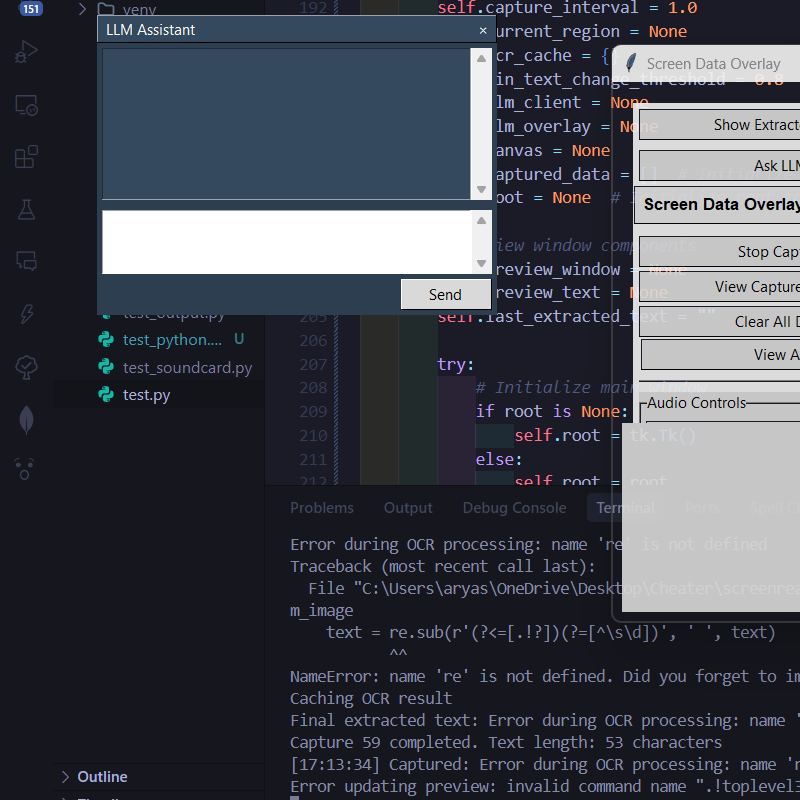 151
venv
LLM Assistant
×
Send
test_output.py
test_python.... U
test_soundcard.py
test.py
Outline
192 self.capture_interval = 1.0
urrent_region = None
cr_cache = {
in_text_change_threshold = 0.8
lm_client = None
lm_overlay = None
anvas = None
aptured_data = []
oot = None #
iew window components
review_window = None
review_text = None
205 self.last_extracted_text = ""
206
207 try:
208 # Initialize main window
209 if root is None:
210 self.root = tk.Tk()
211 else:
212 self.root = root
Screen Data Overlay
Show Extracte
Ask LLM
Screen Data Overlay
Stop Capt
View Capture
Clear All D
View A
Audio Controls
Problems Output Debug Console Terminal Ports Spell C
Error during OCR processing: name 're' is not defined
Traceback (most recent call last):
File "C:\Users\aryas\OneDrive\Desktop\Cheater\screenrea
m_image
text = re.sub(r'(?<=[.!?])(?=[^\s\d])', ' ', text)
^^
NameError: name 're' is not defined. Did you forget to im
Caching OCR result
Final extracted text: Error during OCR processing: name '
Capture 59 completed. Text length: 53 characters
[17:13:34] Captured: Error during OCR processing: name 'r
Error updating preview: invalid command name ".!toplevel3